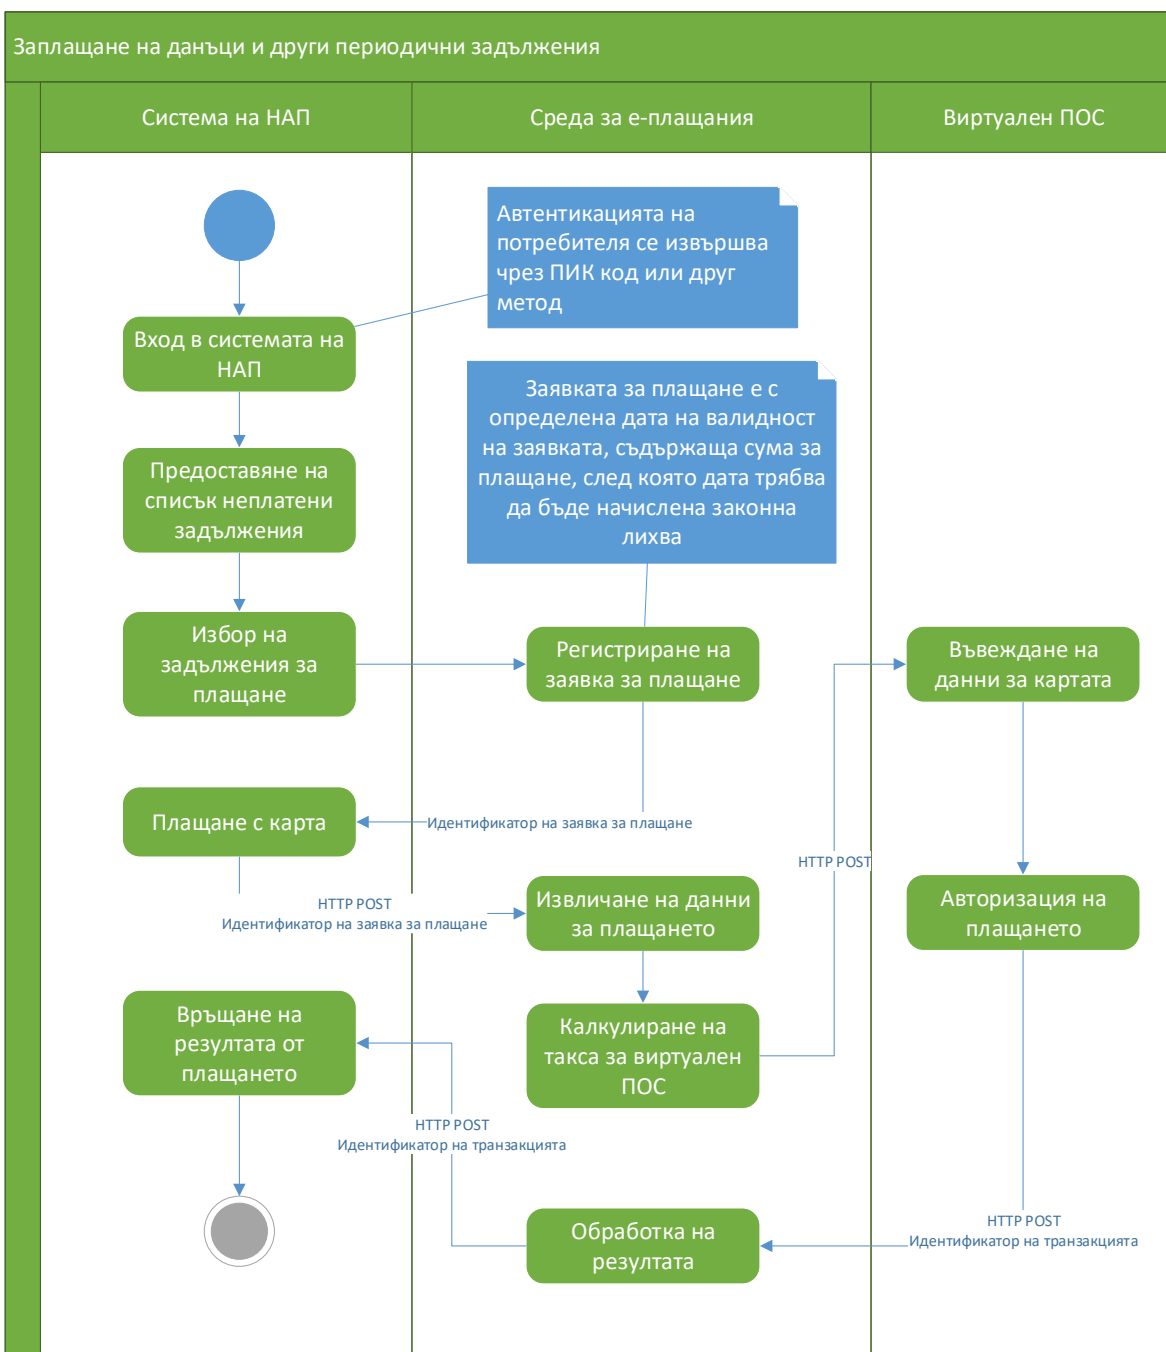 Заплащане на данъци и други периодични задължения
Система на НАП
Среда за е-плащания
Виртуален ПОС
Автентикацията на
потребителя се извършва
чрез ПИК код или друг
метод
Вход в системата на
НАП
Заявката за плащане е с
определена дата на валидност
на заявката, съдържаща сума за
плащане, след която дата трябва
да бъде начислена законна
лихва
Предоставяне на
списък неплатени
задължения
Избор на
задължения за
плащане
Регистриране на
заявка за плащане
Въвеждане на
данни за картата
Плащане с карта
Идентификатор на заявка за плащане
HTTP POST
HTTP POST
Идентификатор на заявка за плащане
Извличане на данни
за плащането
Авторизация на
плащането
Връщане на
резултата от
плащането
Калкулиране на
такса за виртуален
ПОС
HTTP POST
Идентификатор на транзакцията
Обработка на
резултата
HTTP POST
Идентификатор на транзакцията